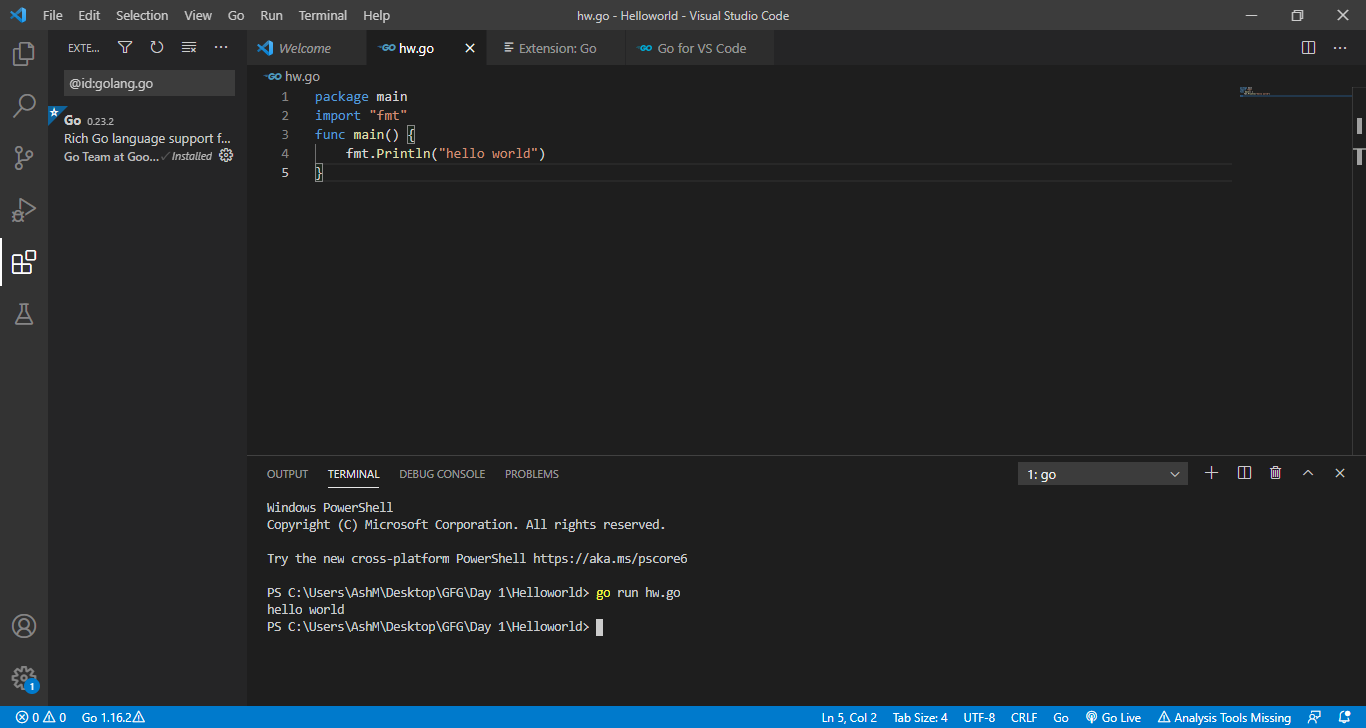 File Edit Selection View Go Run Terminal Help
hw.go - Helloworld - Visual Studio Code
EXTE...
@id:golang.go
Go 0.23.2
Rich Go language support f...
Go Team at Goo... Installed
Welcome
hw.go
Extension: Go
Go for VS Code
hw.go
1 package main
2 import "fmt"
3 func main() {
4 fmt.Println("hello world")
5 }
OUTPUT TERMINAL DEBUG CONSOLE PROBLEMS
1: go
Windows PowerShell
Copyright (C) Microsoft Corporation. All rights reserved.
Try the new cross-platform PowerShell https://aka.ms/pscore6
PS C:\Users\AshM\Desktop\GFG\Day 1\Helloworld> go run hw.go
hello world
PS C:\Users\AshM\Desktop\GFG\Day 1\Helloworld>
1
0 0 Go 1.16.2 Ln 5, Col 2 Tab Size: 4 UTF-8 CRLF Go Go Live Analysis Tools Missing